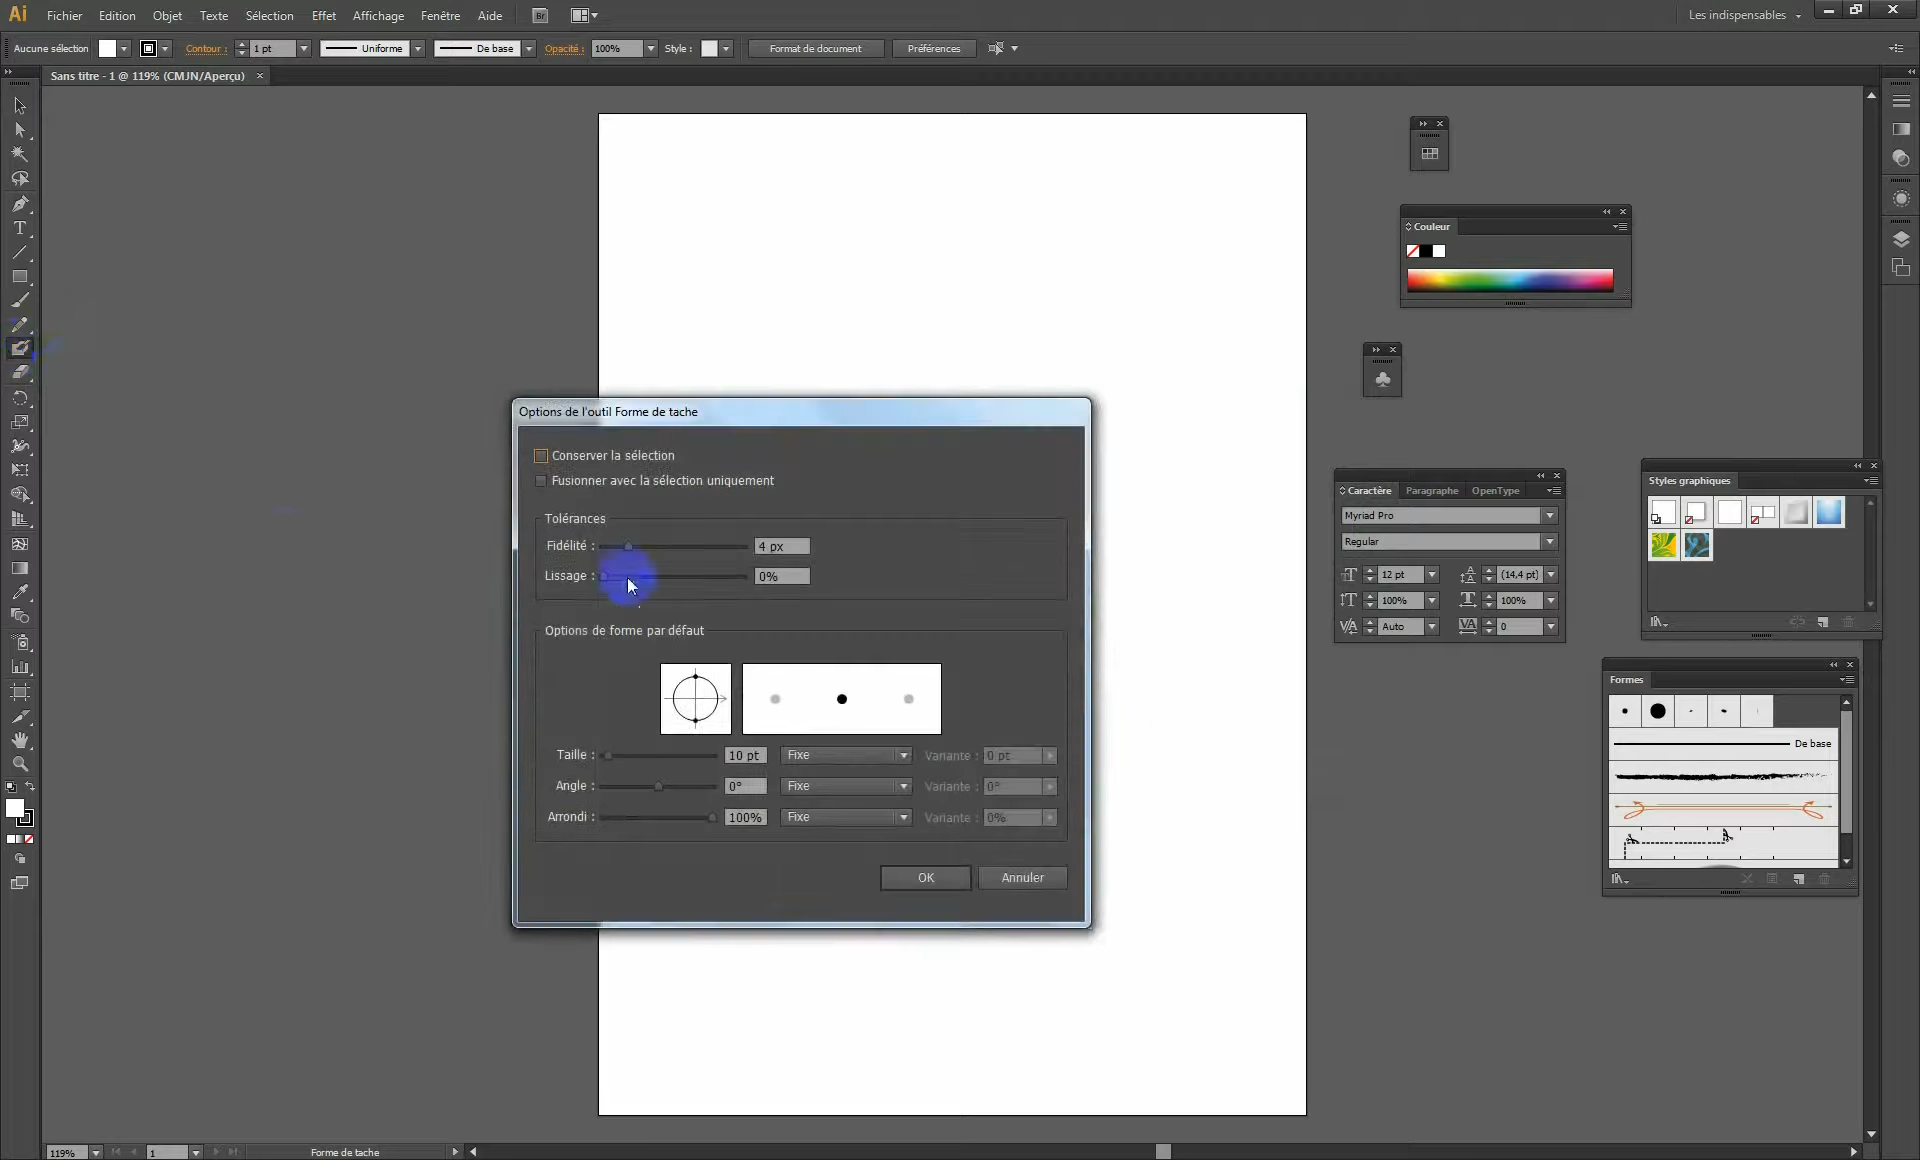 Ai Fichier Edition Objet Texte Sélection Effet Affichage Fenêtre Aide Br Les indispensables
Aucune sélection Contour : 1 pt Uniforme De base Opacité : 100% Style : Format de document Préférences
Sans titre - 1 @ 119% (CMJN/Aperçu)
Couleur
Options de l'outil Forme de tache
Conserver la sélection
Fusionner avec la sélection uniquement
Tolérances
Fidélité : 4 px
Lissage : 0%
Options de forme par défaut
Taille : 10 pt Fixe Variante : 0 pt
Angle : 0° Fixe Variante : 0°
Arrondi : 100% Fixe Variante : 0%
OK Annuler
Caractère Paragraphe OpenType
Myriad Pro
Regular
12 pt (14,4 pt)
100% 100%
Auto 0
Styles graphiques
Formes
De base
119% 1 Forme de tache